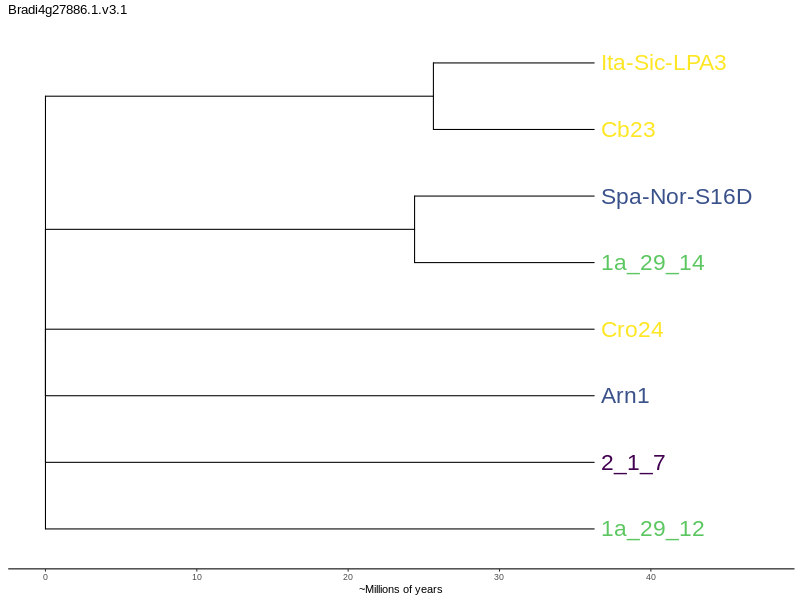 Bradi4g27886.1.v3.1
Ita-Sic-LPA3
Cb23
Spa-Nor-S16D
1a_29_14
Cro24
Arn1
2_1_7
1a_29_12
0 10 20 30 40
~Millions of years